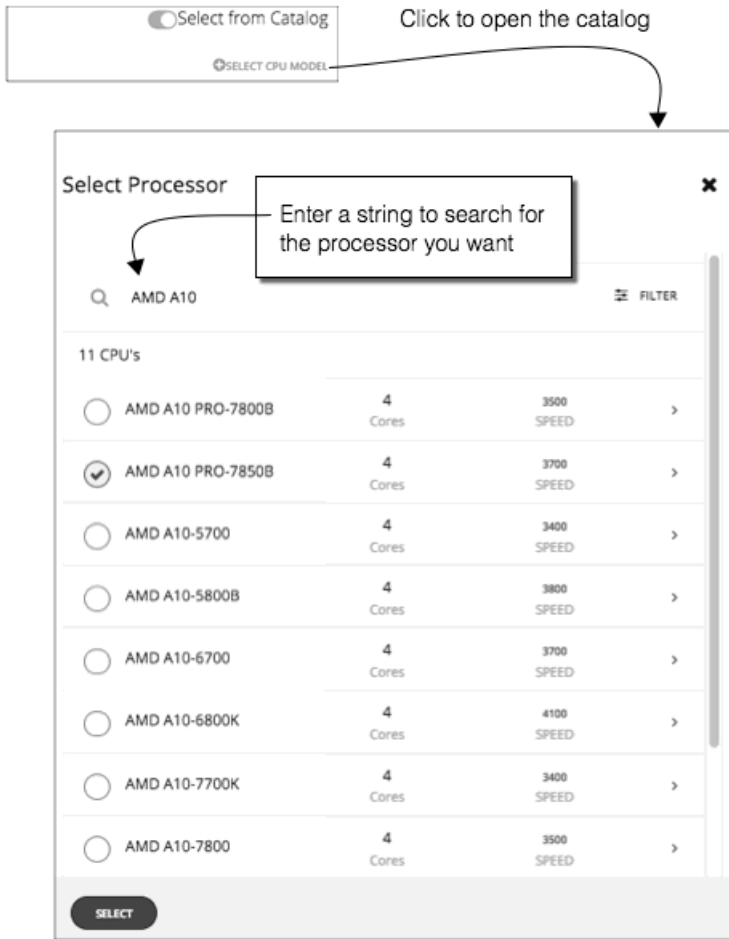 Select from Catalog
Click to open the catalog
SELECT CPU MODEL
Select Processor
Enter a string to search for
the processor you want
AMD A10
FILTER
11 CPU's
AMD A10 PRO-7800B
4
Cores
3500
SPEED
AMD A10 PRO-7850B
4
Cores
3700
SPEED
AMD A10-5700
4
Cores
3400
SPEED
AMD A10-5800B
4
Cores
3800
SPEED
AMD A10-6700
4
Cores
3700
SPEED
AMD A10-6800K
4
Cores
4100
SPEED
AMD A10-7700K
4
Cores
3400
SPEED
AMD A10-7800
4
Cores
3500
SPEED
SELECT